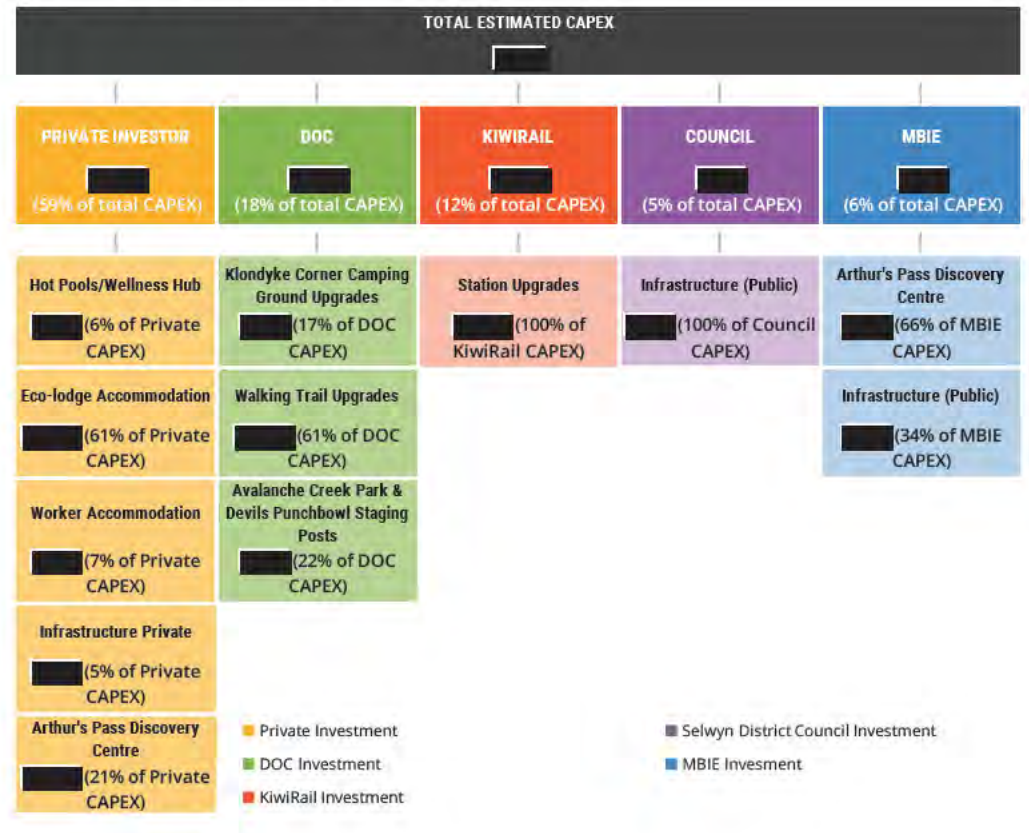 TOTAL ESTIMATED CAPEX
PRIVATE INVESTOR
(59% of total CAPEX)
DOC
(18% of total CAPEX)
KIWIRAIL
(12% of total CAPEX)
COUNCIL
(5% of total CAPEX)
MBIE
(6% of total CAPEX)
Hot Pools/Wellness Hub
(6% of Private
CAPEX)
Eco-lodge Accommodation
(61% of Private
CAPEX)
Worker Accommodation
(7% of Private
CAPEX)
Infrastructure Private
(5% of Private
CAPEX)
Arthur's Pass Discovery
Centre
(21% of Private
CAPEX)
Klondyke Corner Camping
Ground Upgrades
(17% of DOC
CAPEX)
Walking Trail Upgrades
(61% of DOC
CAPEX)
Avalanche Creek Park &
Devils Punchbowl Staging
Posts
(22% of DOC
CAPEX)
Station Upgrades
(100% of
KiwiRail CAPEX)
Infrastructure (Public)
(100% of Council
CAPEX)
Arthur's Pass Discovery
Centre
(66% of MBIE
CAPEX)
Infrastructure (Public)
(34% of MBIE
CAPEX)
Private Investment
DOC Investment
KiwiRail Investment
Selwyn District Council Investment
MBIE Invesment